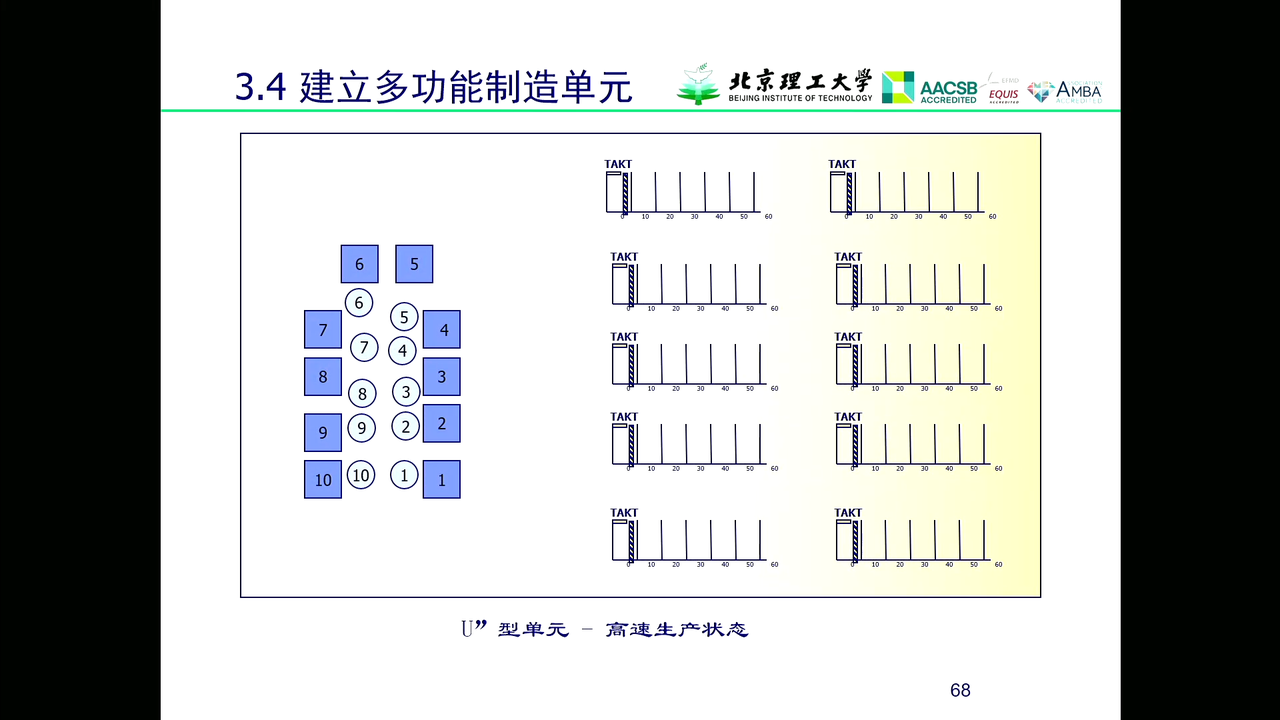 3.4 建立多功能制造单元
北京理工大学
BEIJING INSTITUTE OF TECHNOLOGY
AACSB
ACCREDITED
EFMD
EQUIS
ACCREDITED
ASSOCIATION
AMBA
ACCREDITED
TAKT TAKT
0 10 20 30 40 50 60 0 10 20 30 40 50 60
6 5
TAKT TAKT
6
0 10 20 30 40 50 60 0 10 20 30 40 50 60
5
7 4
TAKT TAKT
7 4
8 3
0 10 20 30 40 50 60 0 10 20 30 40 50 60
8 3
TAKT TAKT
9 2
9 2
0 10 20 30 40 50 60 0 10 20 30 40 50 60
10 10 1 1
TAKT TAKT
0 10 20 30 40 50 60 0 10 20 30 40 50 60
U” 型单元 - 高速生产状态
68